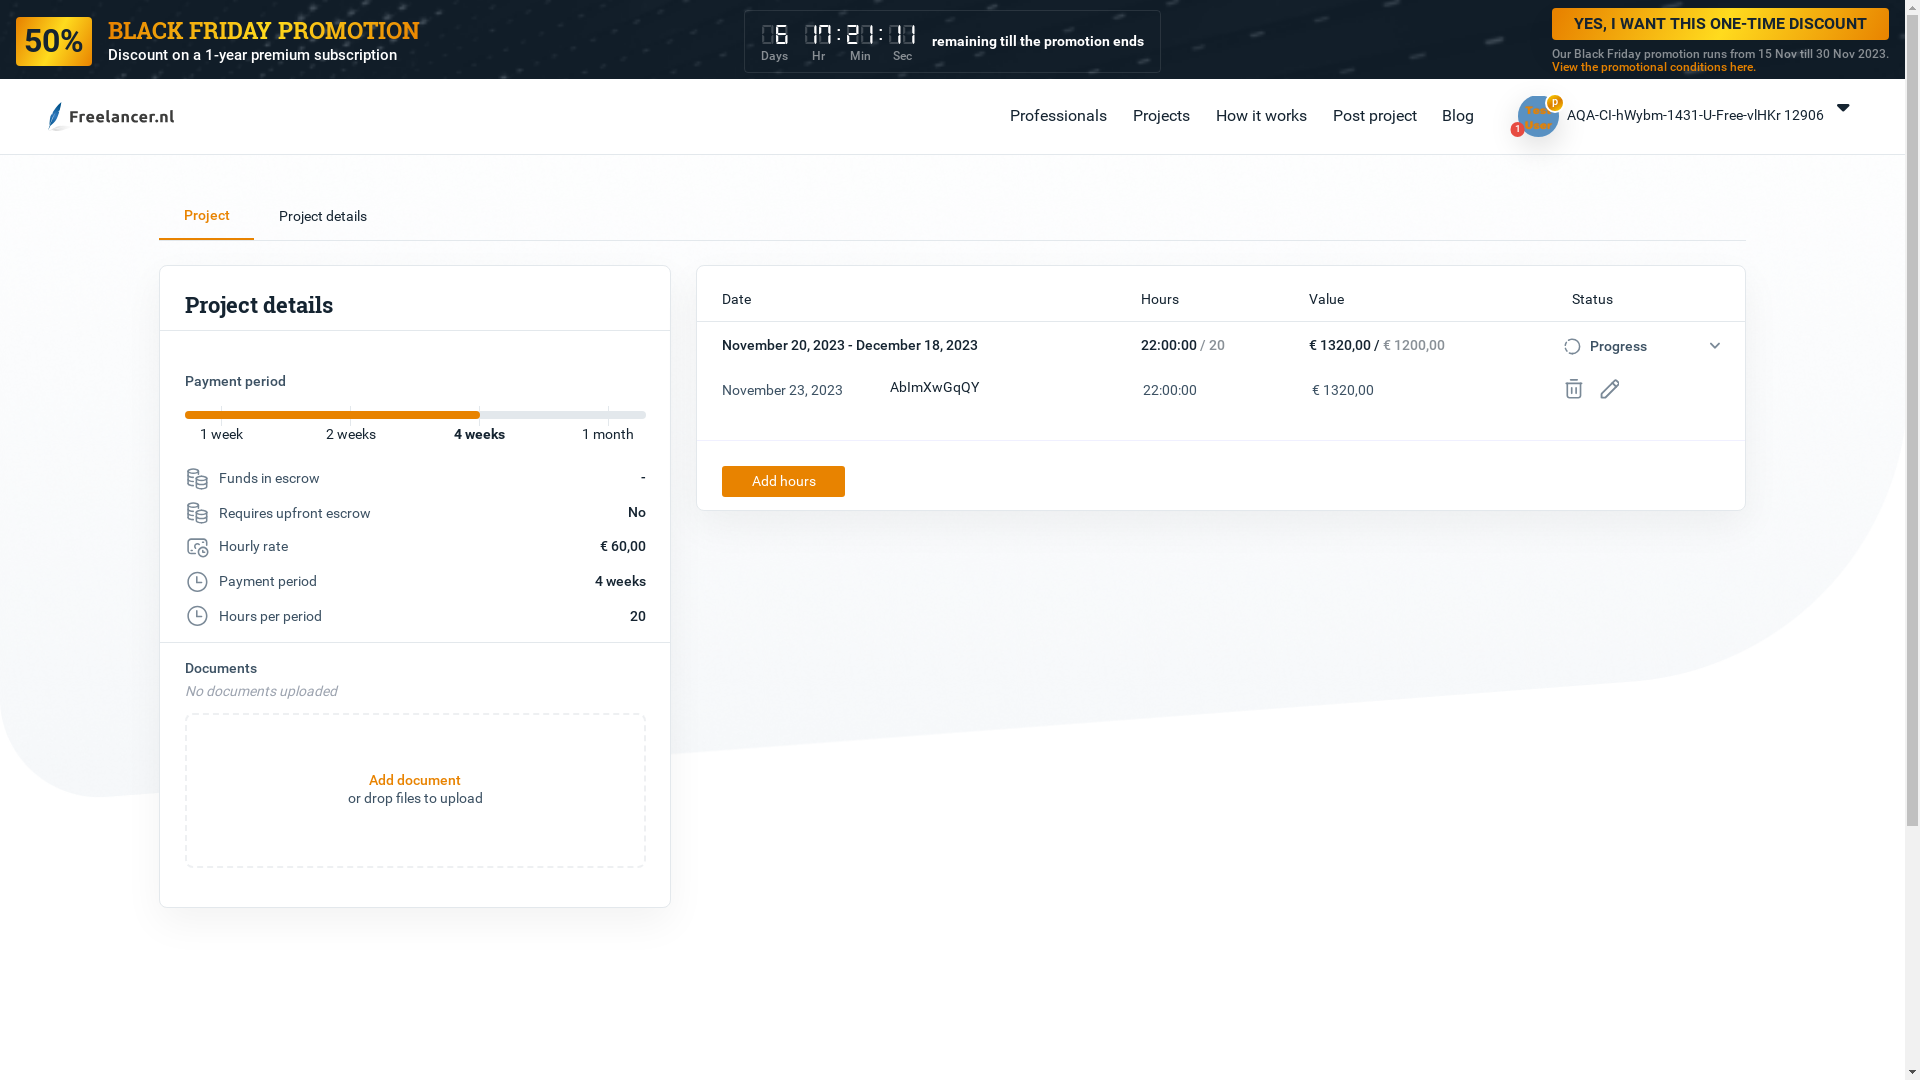 50%
BLACK FRIDAY PROMOTION
Discount on a 1-year premium subscription
6 17 : 21 : 11
Days Hr Min Sec
remaining till the promotion ends
YES, I WANT THIS ONE-TIME DISCOUNT
Our Black Friday promotion runs from 15 Nov till 30 Nov 2023.
View the promotional conditions here.
Freelancer.nl
Professionals Projects How it works Post project Blog
Test
User
P
1
AQA-CI-hWybm-1431-U-Free-vlHKr 12906
Project Project details
Project details
Payment period
1 week 2 weeks 4 weeks 1 month
Funds in escrow -
Requires upfront escrow No
Hourly rate € 60,00
Payment period 4 weeks
Hours per period 20
Documents
No documents uploaded
Add document
or drop files to upload
Date Hours Value Status
November 20, 2023 - December 18, 2023 22:00:00 / 20 € 1320,00 / € 1200,00 Progress
November 23, 2023 AbImXwGqQY 22:00:00 € 1320,00
Add hours